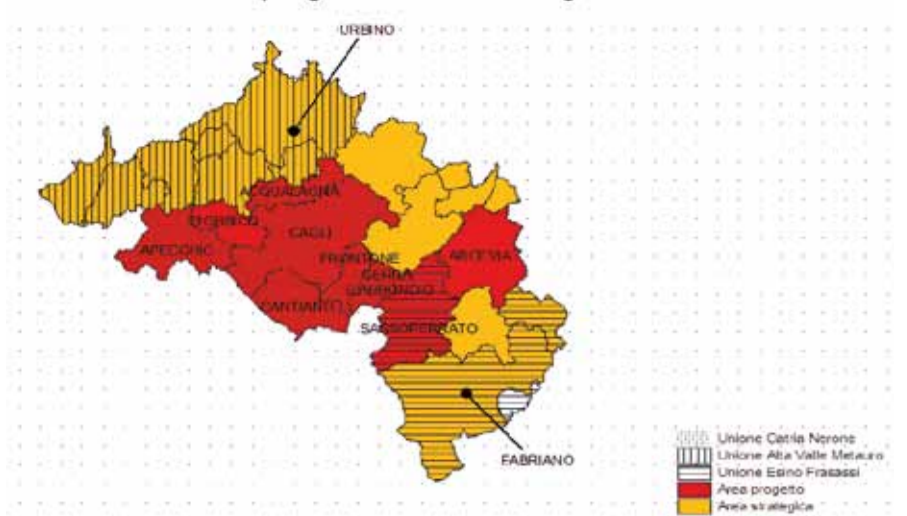 URBINO
ACQUALAGNA
PIOBBICO
CAGLI
APECCHIO
FRONTONE
ARCEVIA
SERRA
S'ABBONDIO
CANTIANO
SASSOFERRATO
FABRIANO
Unione Catria Nerone
Unione Alta Valle Metauro
Unione Esino Frasassi
Area progetto
Area strategica